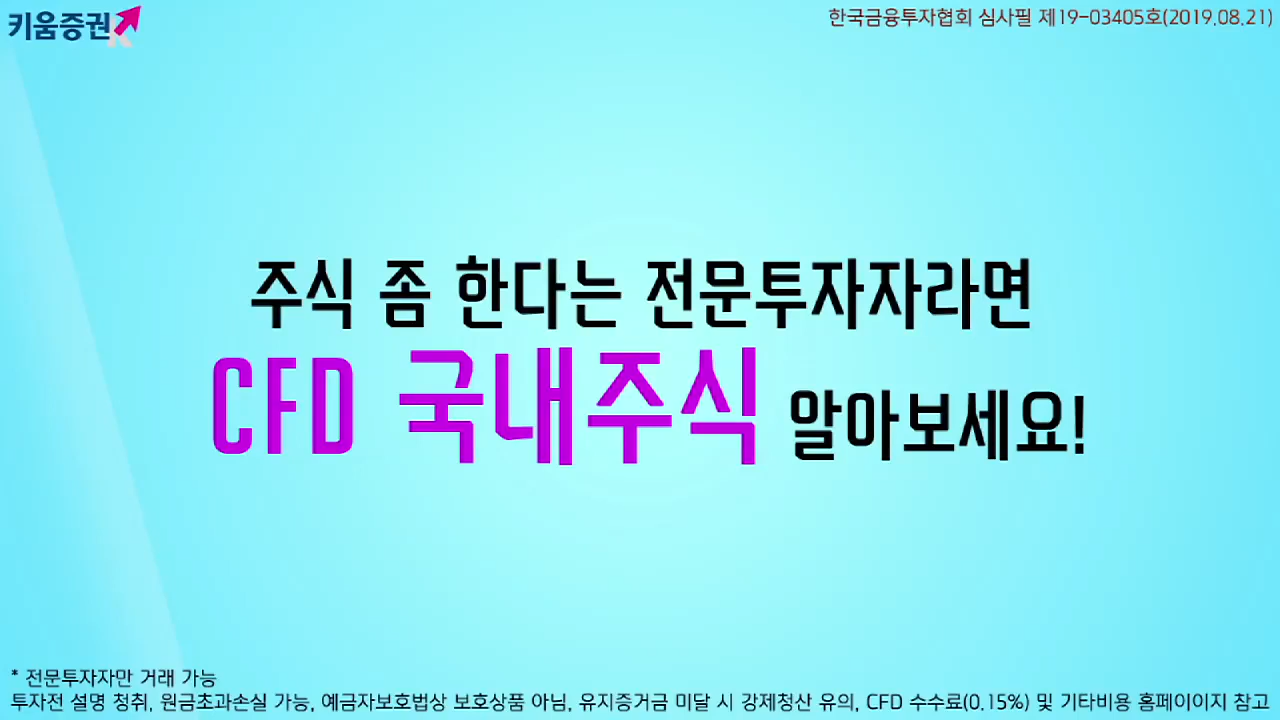 키움증권
한국금융투자협회 심사필 제19-03405호(2019.08.21)
주식 좀 한다는 전문투자자라면
CFD 국내주식 알아보세요!
* 전문투자자만 거래 가능
투자전 설명 청취, 원금초과손실 가능, 예금자보호법상 보호상품 아님, 유지증거금 미달 시 강제청산 유의, CFD 수수료(0.15%) 및 기타비용 홈페이이지 참고